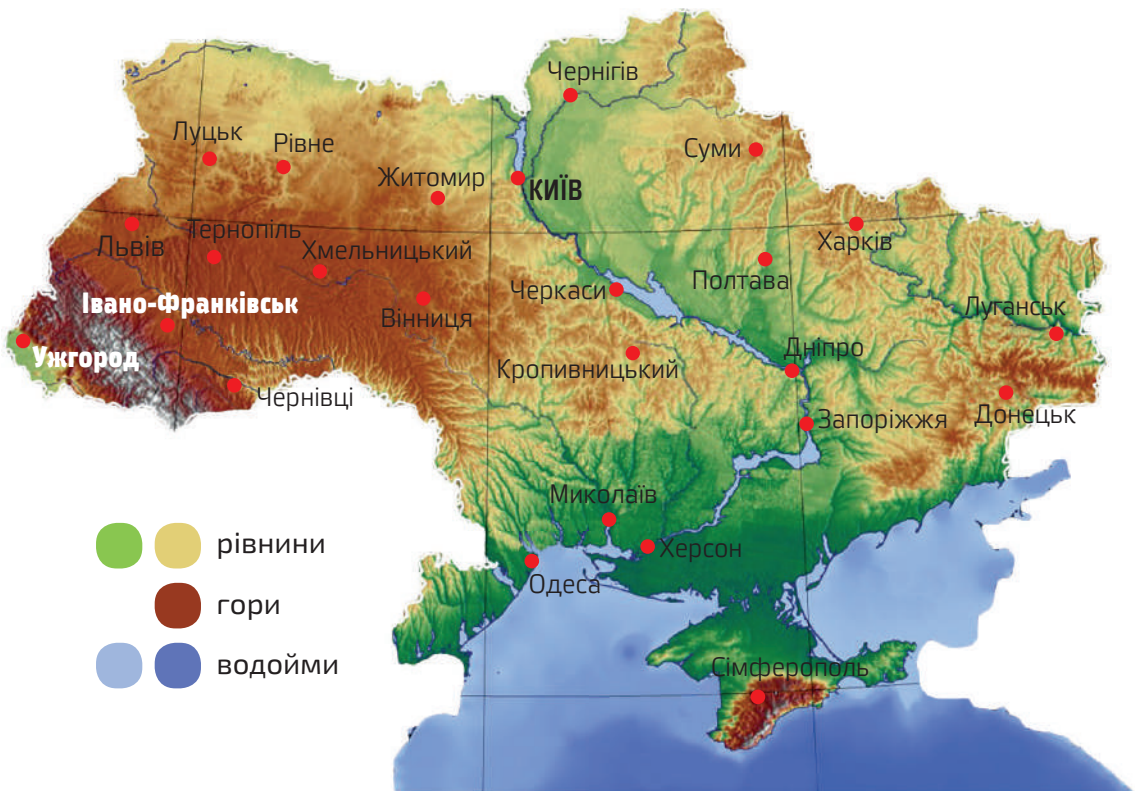 Чернігів
Луцьк
Рівне
Суми
Житомир
КИЇВ
Львів
Тернопіль
Хмельницький
Харків
Полтава
Івано-Франківськ
Вінниця
Черкаси
Луганськ
Ужгород
Чернівці
Кропивницький
Дніпро
Запоріжжя
Донецьк
Миколаїв
Херсон
Одеса
рівнини
гори
водойми
Сімферополь